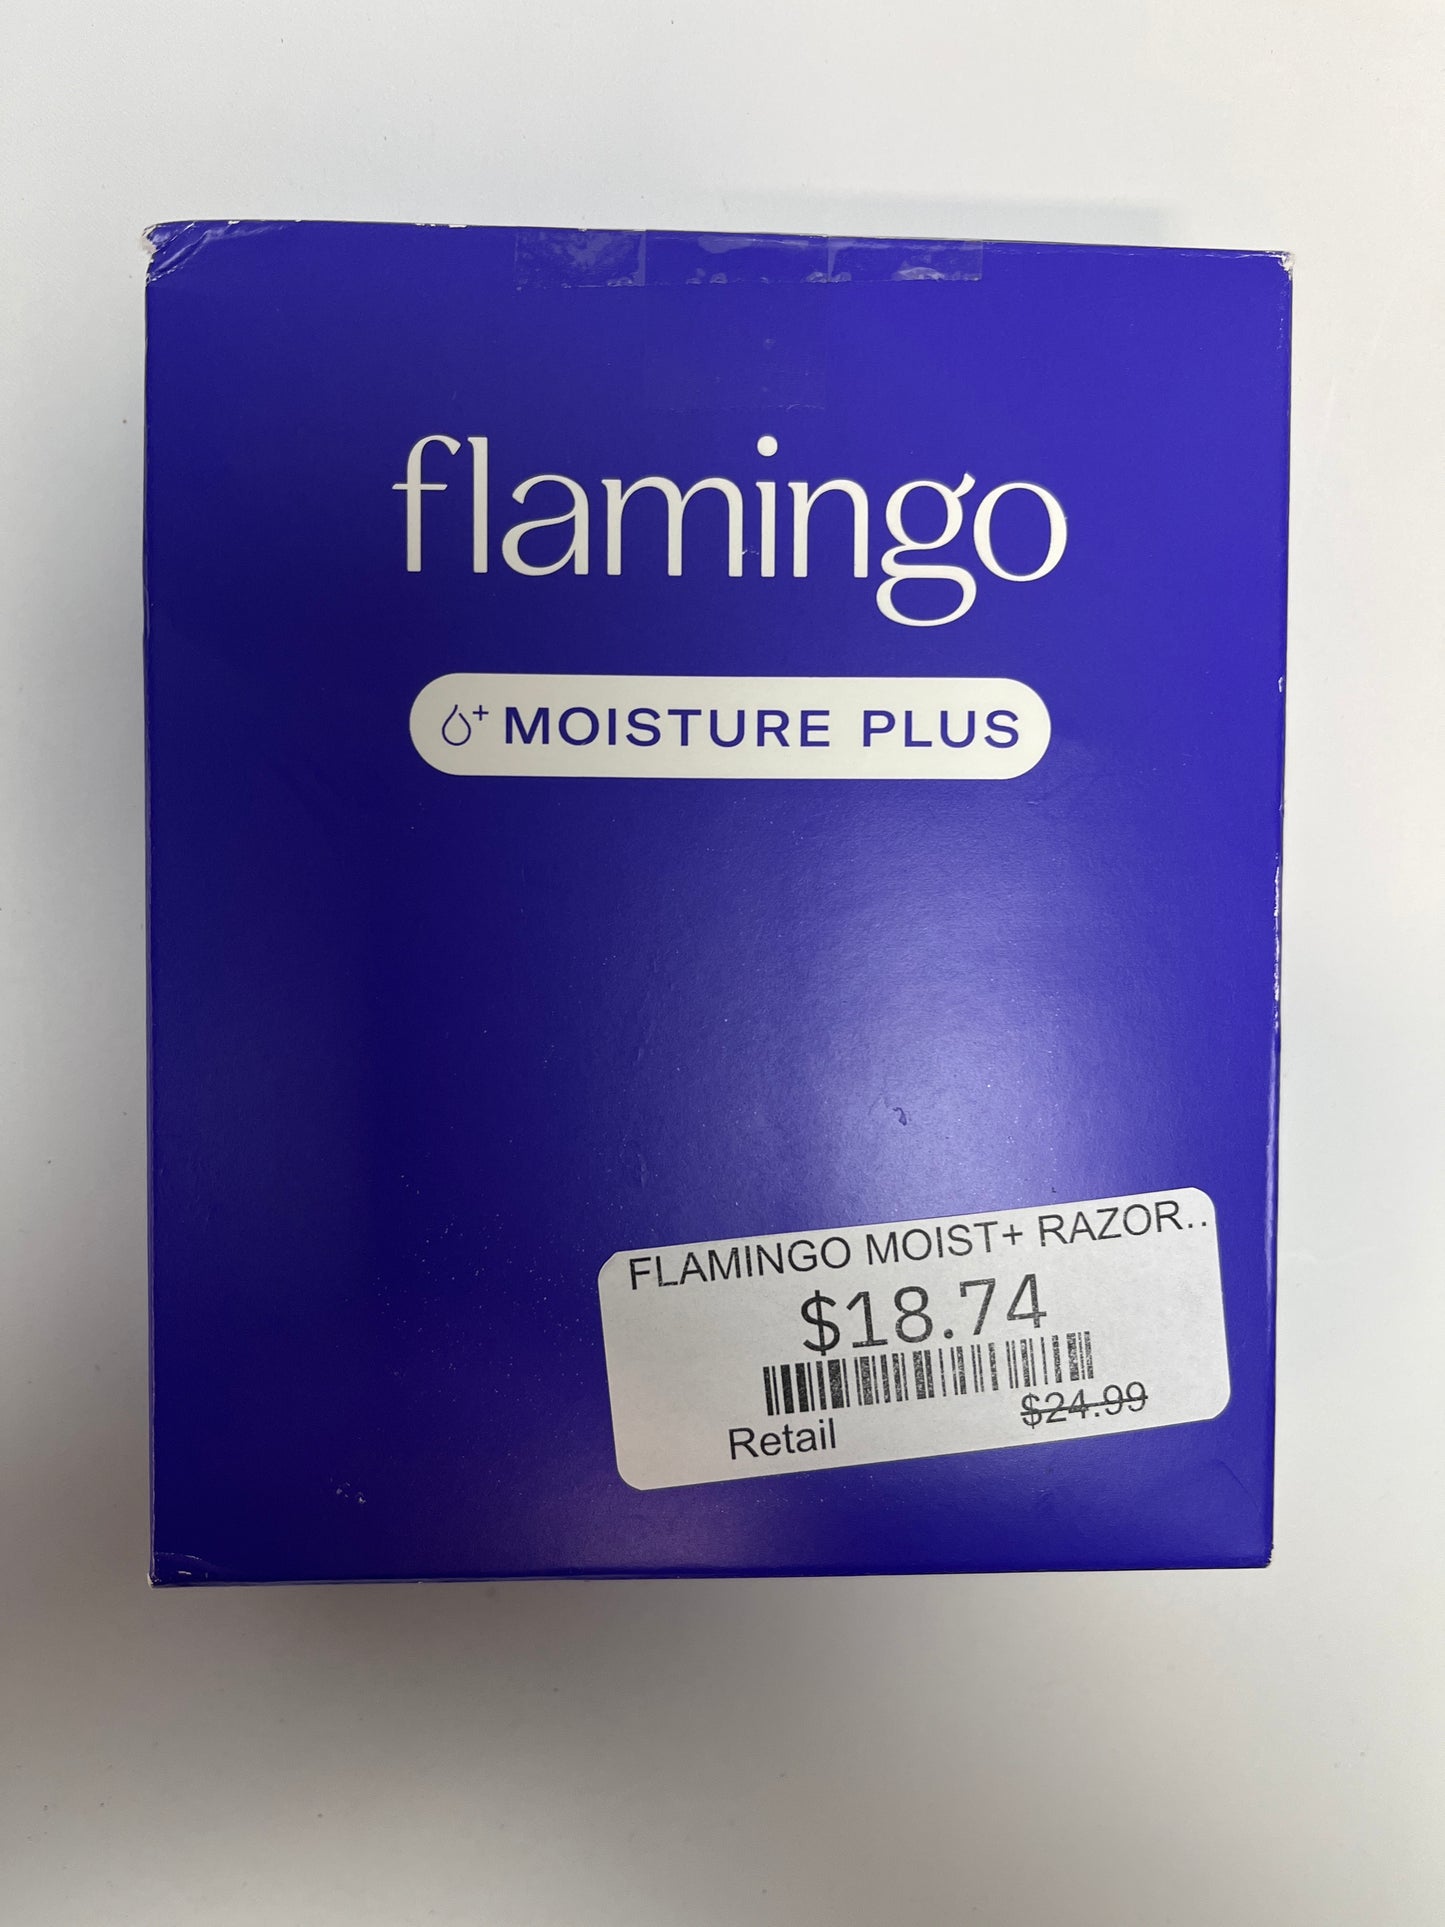 flamingo
MOISTURE PLUS
FLAMINGO MOIST+ RAZOR..
$18.74
$24.99
Retail